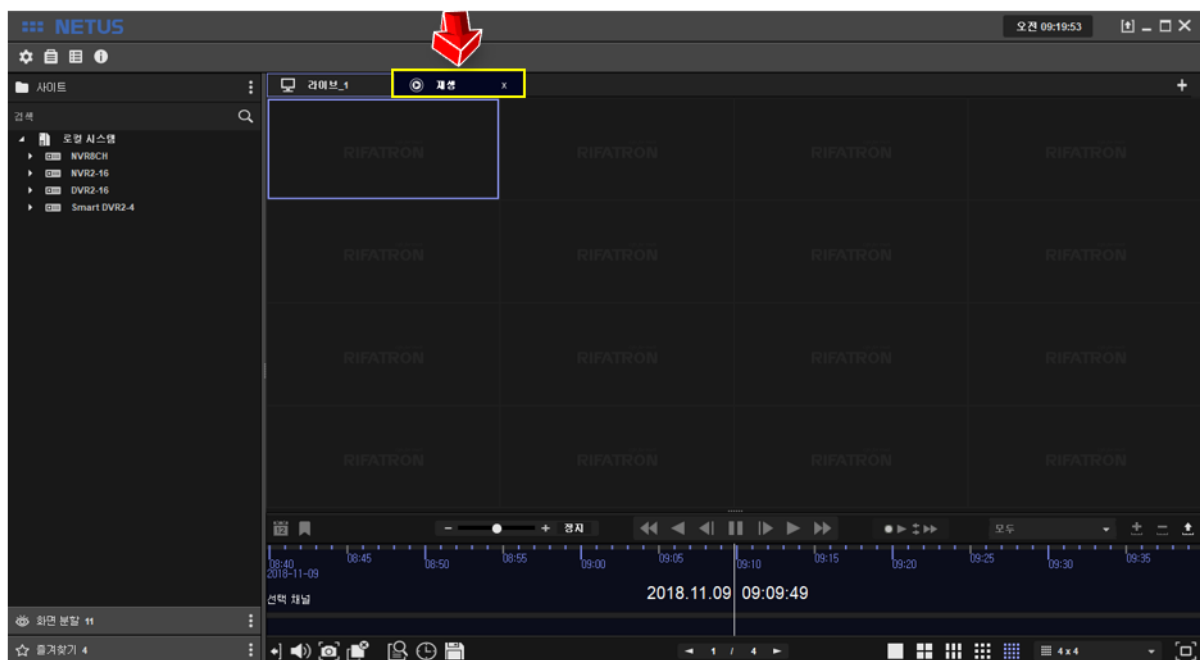 NETUS
오전 09:19:53
사이트
라이브_1
재생
x
검색
로컬 시스템
NVR8CH
NVR2-16
DVR2-16
Smart DVR2-4
RIFATRON RIFATRON RIFATRON RIFATRON
RIFATRON RIFATRON RIFATRON RIFATRON
RIFATRON RIFATRON RIFATRON RIFATRON
RIFATRON RIFATRON RIFATRON RIFATRON
정지
모두
08:40 08:45 08:50 08:55 09:00 09:05 09:10 09:15 09:20 09:25 09:30 09:35
2018-11-09
선택 채널
2018.11.09 09:09:49
화면 분할 11
즐겨찾기 4
1 / 4
4 x 4